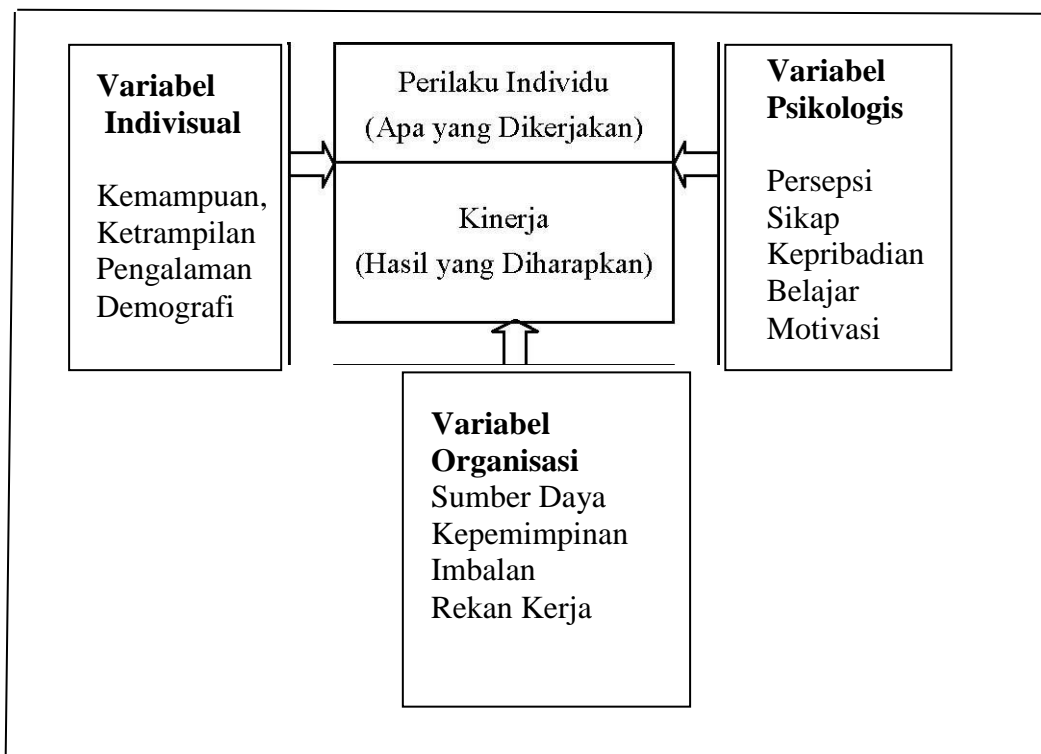 Variabel
Indivisual
Kemampuan,
Ketrampilan
Pengalaman
Demografi
Perilaku Individu
(Apa yang Dikerjakan)
Kinerja
(Hasil yang Diharapkan)
Variabel
Psikologis
Persepsi
Sikap
Kepribadian
Belajar
Motivasi
Variabel
Organisasi
Sumber Daya
Kepemimpinan
Imbalan
Rekan Kerja